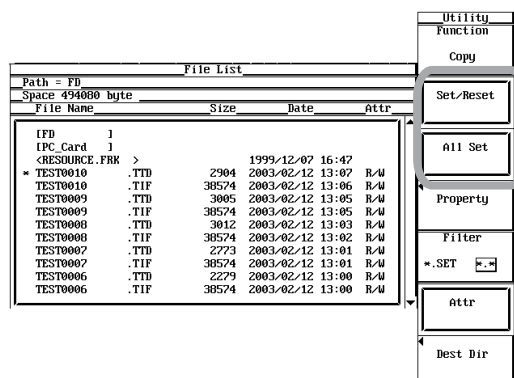 Utility
Function
Copy
File List
Path = FD
Space 494080 byte
File Name Size Date Attr
[FD ]
[PC_Card ]
<RESOURCE.FRK > 1999/12/07 16:47
* TEST0010 .TTD 2904 2003/02/12 13:07 R/W
TEST0010 .TIF 38574 2003/02/12 13:06 R/W
TEST0009 .TTD 3005 2003/02/12 13:05 R/W
TEST0009 .TIF 38574 2003/02/12 13:05 R/W
TEST0008 .TTD 3012 2003/02/12 13:03 R/W
TEST0008 .TIF 38574 2003/02/12 13:02 R/W
TEST0007 .TTD 2773 2003/02/12 13:01 R/W
TEST0007 .TIF 38574 2003/02/12 13:01 R/W
TEST0006 .TTD 2279 2003/02/12 13:00 R/W
TEST0006 .TIF 38574 2003/02/12 13:00 R/W
Set/Reset
All Set
Property
Filter
*.SET *.*
Attr
Dest Dir